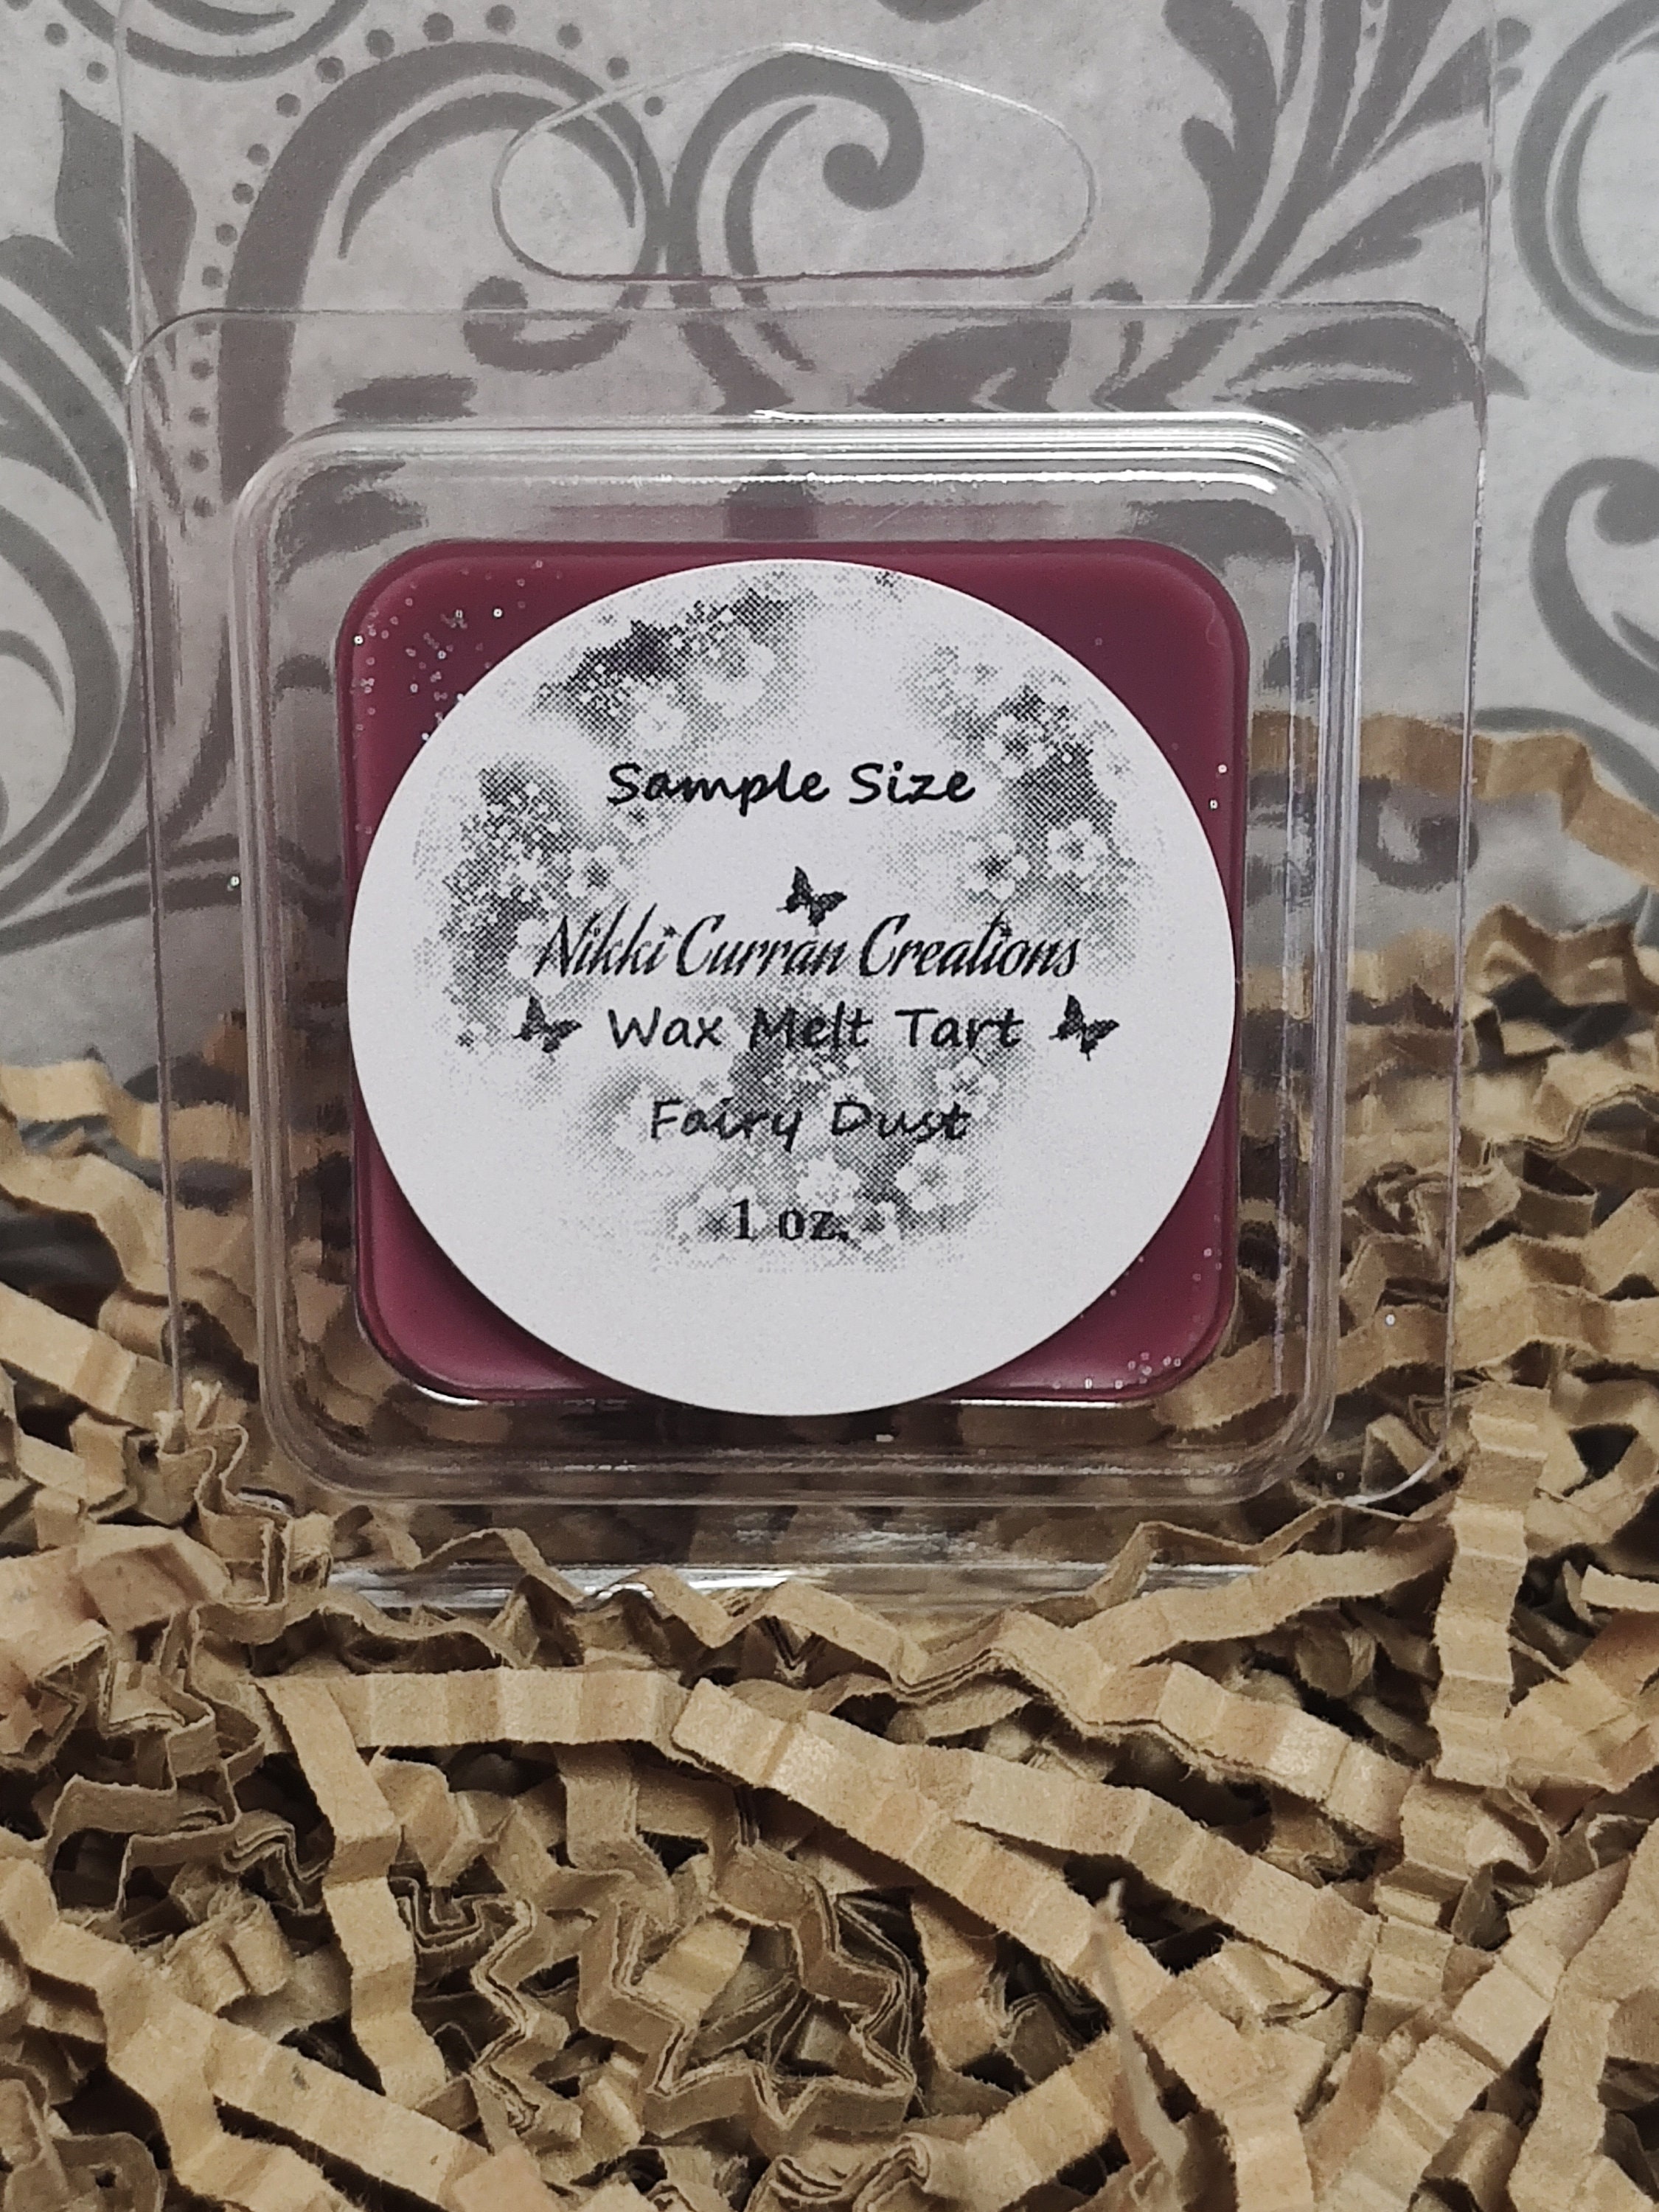 Sample Size
Nikki Curran Creations
Wax Melt Tart
Fairy Dust
1 oz.